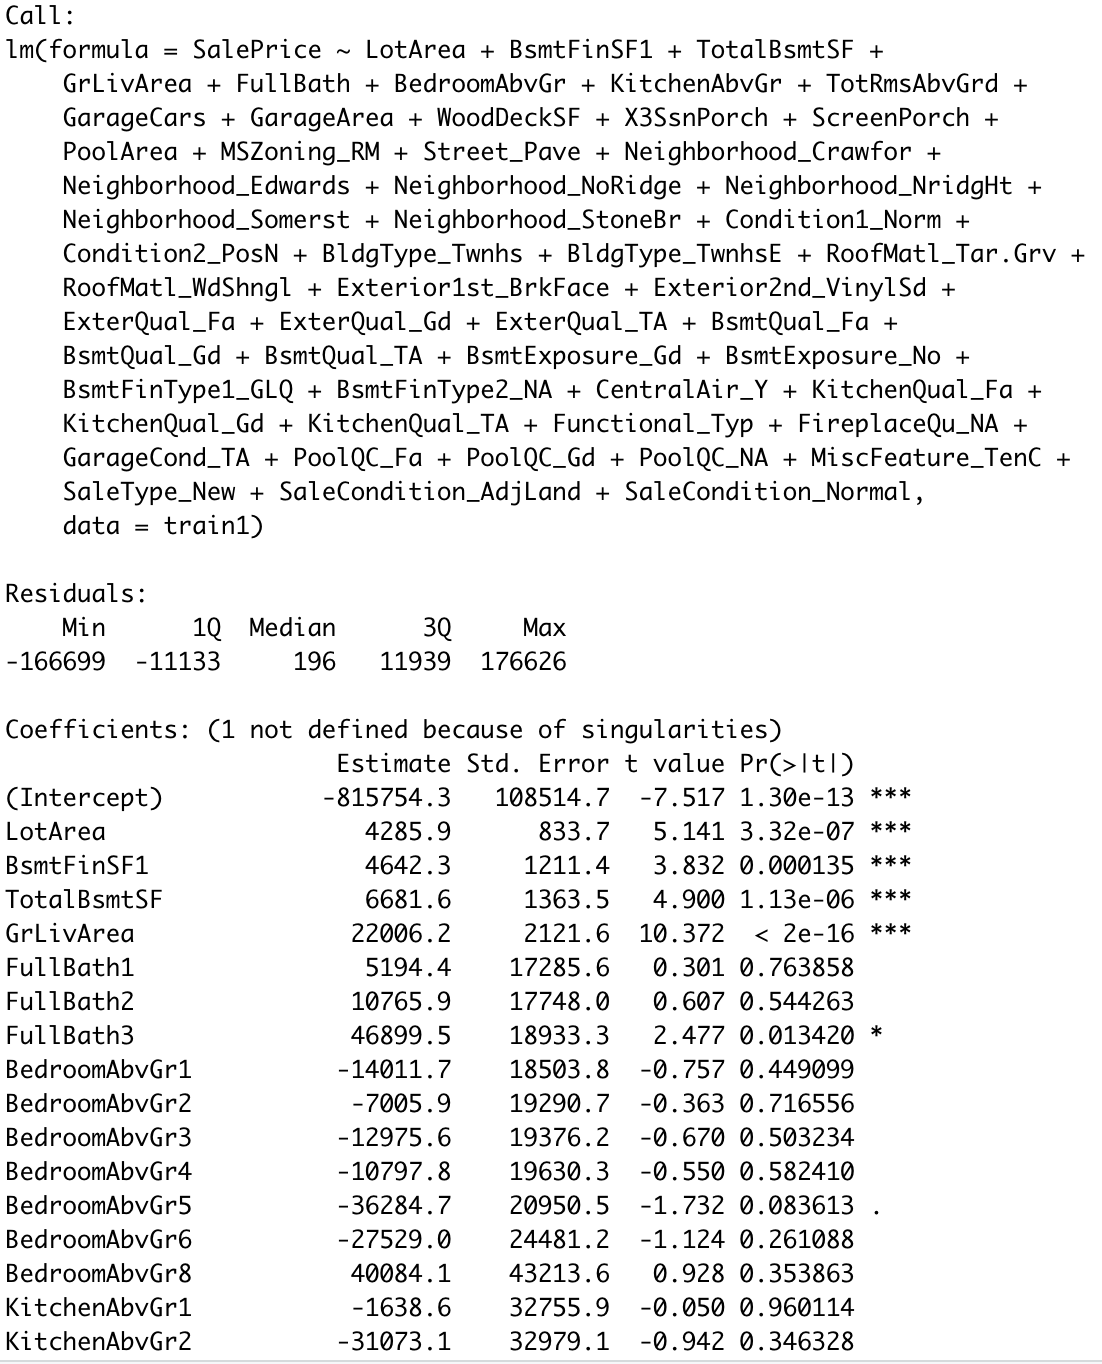 Call:
lm(formula = SalePrice ~ LotArea + BsmtFinSF1 + TotalBsmtSF +
    GrLivArea + FullBath + BedroomAbvGr + KitchenAbvGr + TotRmsAbvGrd +
    GarageCars + GarageArea + WoodDeckSF + X3SsnPorch + ScreenPorch +
    PoolArea + MSZoning_RM + Street_Pave + Neighborhood_Crawfor +
    Neighborhood_Edwards + Neighborhood_NoRidge + Neighborhood_NridgHt +
    Neighborhood_Somerst + Neighborhood_StoneBr + Condition1_Norm +
    Condition2_PosN + BldgType_Twnhs + BldgType_TwnhsE + RoofMatl_Tar.Grv +
    RoofMatl_WdShngl + Exterior1st_BrkFace + Exterior2nd_VinylSd +
    ExterQual_Fa + ExterQual_Gd + ExterQual_TA + BsmtQual_Fa +
    BsmtQual_Gd + BsmtQual_TA + BsmtExposure_Gd + BsmtExposure_No +
    BsmtFinType1_GLQ + BsmtFinType2_NA + CentralAir_Y + KitchenQual_Fa +
    KitchenQual_Gd + KitchenQual_TA + Functional_Typ + FireplaceQu_NA +
    GarageCond_TA + PoolQC_Fa + PoolQC_Gd + PoolQC_NA + MiscFeature_TenC +
    SaleType_New + SaleCondition_AdjLand + SaleCondition_Normal,
    data = train1)

Residuals:
    Min      1Q  Median      3Q     Max
-166699  -11133     196   11939  176626

Coefficients: (1 not defined because of singularities)
                       Estimate Std. Error t value Pr(>|t|)
(Intercept)           -815754.3   108514.7  -7.517 1.30e-13 ***
LotArea                  4285.9      833.7   5.141 3.32e-07 ***
BsmtFinSF1               4642.3     1211.4   3.832 0.000135 ***
TotalBsmtSF              6681.6     1363.5   4.900 1.13e-06 ***
GrLivArea               22006.2     2121.6  10.372  < 2e-16 ***
FullBath1                5194.4    17285.6   0.301 0.763858
FullBath2               10765.9    17748.0   0.607 0.544263
FullBath3               46899.5    18933.3   2.477 0.013420 *
BedroomAbvGr1          -14011.7    18503.8  -0.757 0.449099
BedroomAbvGr2           -7005.9    19290.7  -0.363 0.716556
BedroomAbvGr3          -12975.6    19376.2  -0.670 0.503234
BedroomAbvGr4          -10797.8    19630.3  -0.550 0.582410
BedroomAbvGr5          -36284.7    20950.5  -1.732 0.083613 .
BedroomAbvGr6          -27529.0    24481.2  -1.124 0.261088
BedroomAbvGr8           40084.1    43213.6   0.928 0.353863
KitchenAbvGr1           -1638.6    32755.9  -0.050 0.960114
KitchenAbvGr2          -31073.1    32979.1  -0.942 0.346328